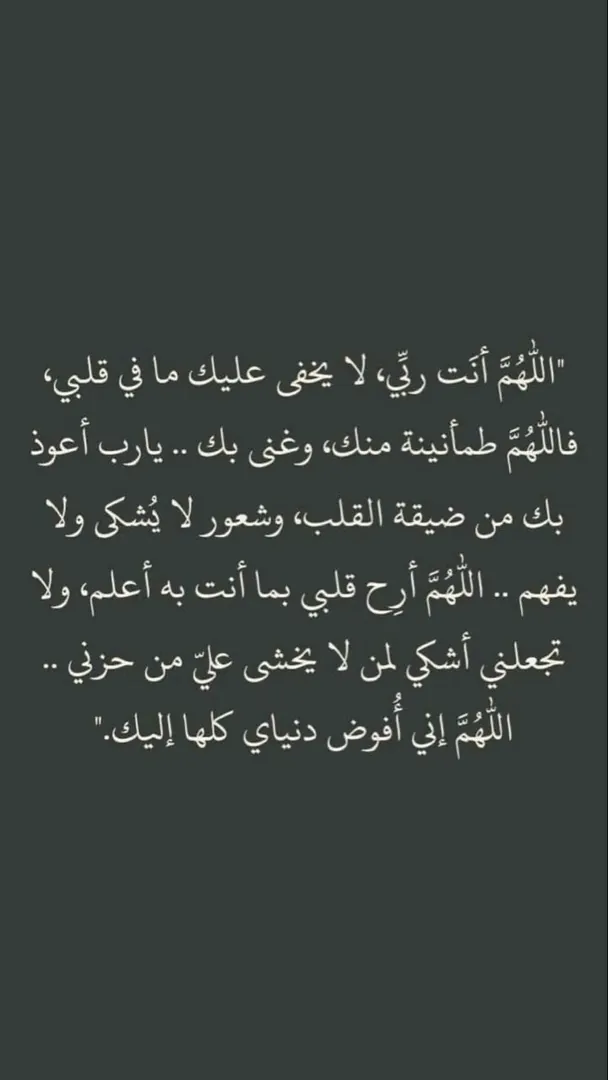 "اللّٰهُمَّ أنَت ربِّي، لا يخفى عليك ما في قلبي،
فاللّٰهُمَّ طمأنينة منك، وغنى بك .. يارب أعوذ
بك من ضيقة القلب، وشعور لا يُشكى ولا
يفهم .. اللّٰهُمَّ أرِح قلبي بما أنت به أعلم، ولا
تجعلني أشكي لمن لا يخشى عليّ من حزني ..
اللّٰهُمَّ إني أُفوض دنياي كلها إليك."